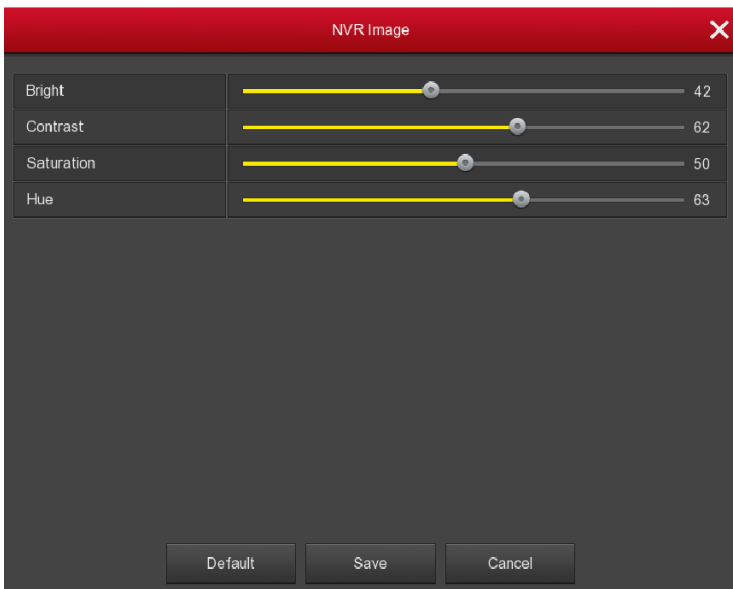 NVR Image
Bright 42
Contrast 62
Saturation 50
Hue 63
Default Save Cancel